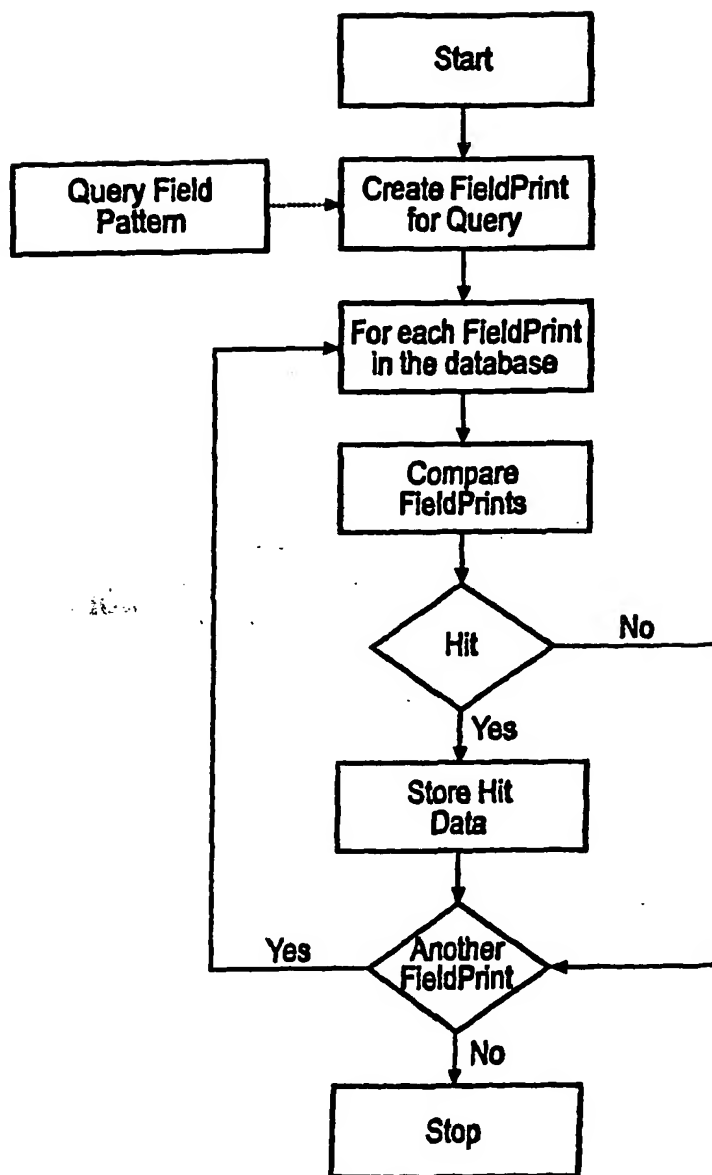 Start
Query Field
Pattern
Create FieldPrint
for Query
For each FieldPrint
in the database
Compare
FieldPrints
Hit
No
Yes
Store Hit
Data
Yes
Another
FieldPrint
No
Stop